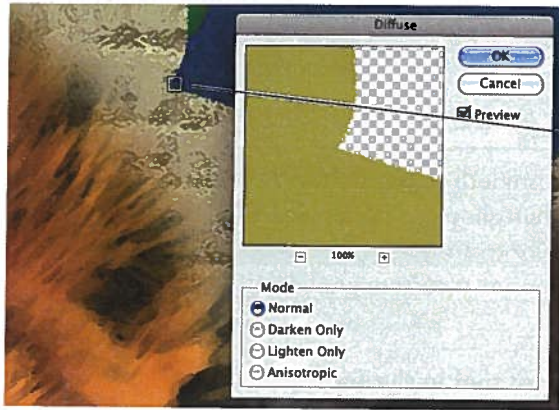 Diffuse
OK
Cancel
Preview
100%
Mode
Normal
Darken Only
Lighten Only
Anisotropic